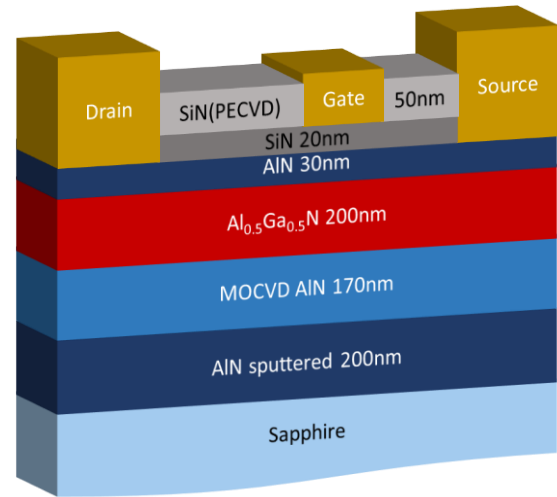 Drain
SiN(PECVD)
Gate
50nm
Source
SiN 20nm
AlN 30nm
Al₀.₅Ga₀.₅N 200nm
MOCVD AlN 170nm
AlN sputtered 200nm
Sapphire